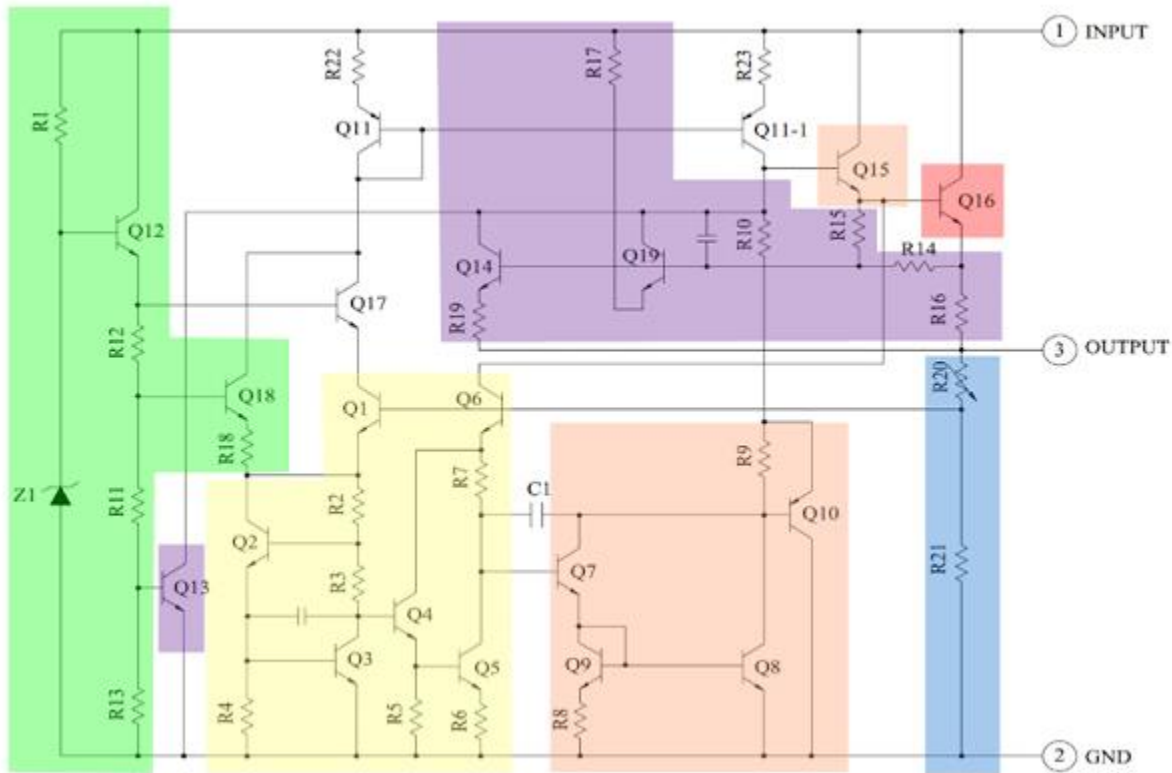 1 INPUT
R22
R17
R23
R1
Q11
Q11-1
Q15
Q16
Q12
R15
R10
R14
Q14
Q19
Q17
R19
R16
R12
3 OUTPUT
R20
Q18
Q1
Q6
R18
R7
R9
R2
C1
Z1
R11
Q10
Q2
R3
Q7
R21
Q13
Q4
Q3
Q5
Q9
Q8
R13
R4
R5
R6
R8
2 GND